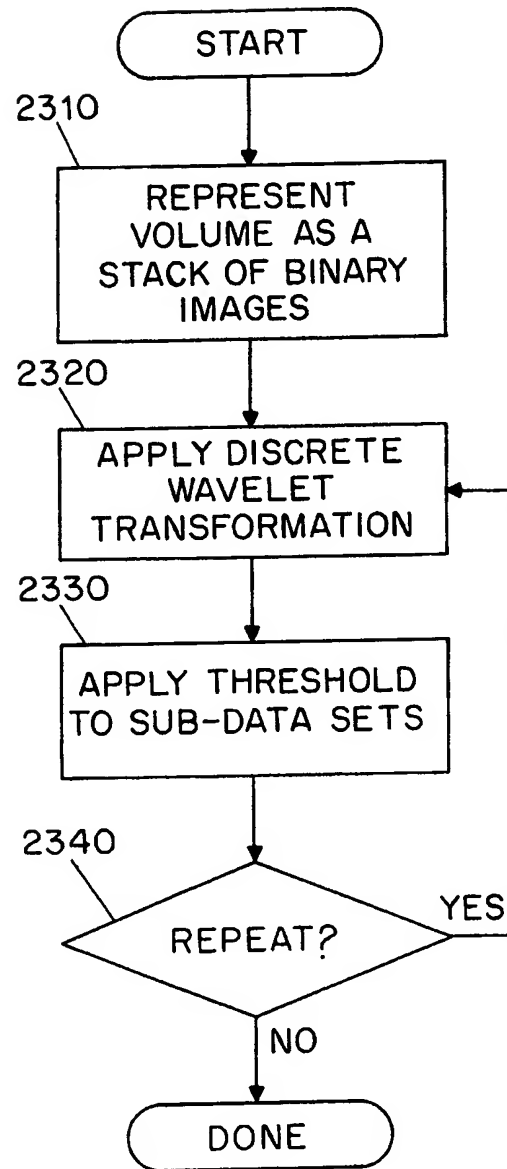 START
2310
REPRESENT
VOLUME AS A
STACK OF BINARY
IMAGES
2320
APPLY DISCRETE
WAVELET
TRANSFORMATION
2330
APPLY THRESHOLD
TO SUB-DATA SETS
2340
REPEAT?
YES
NO
DONE